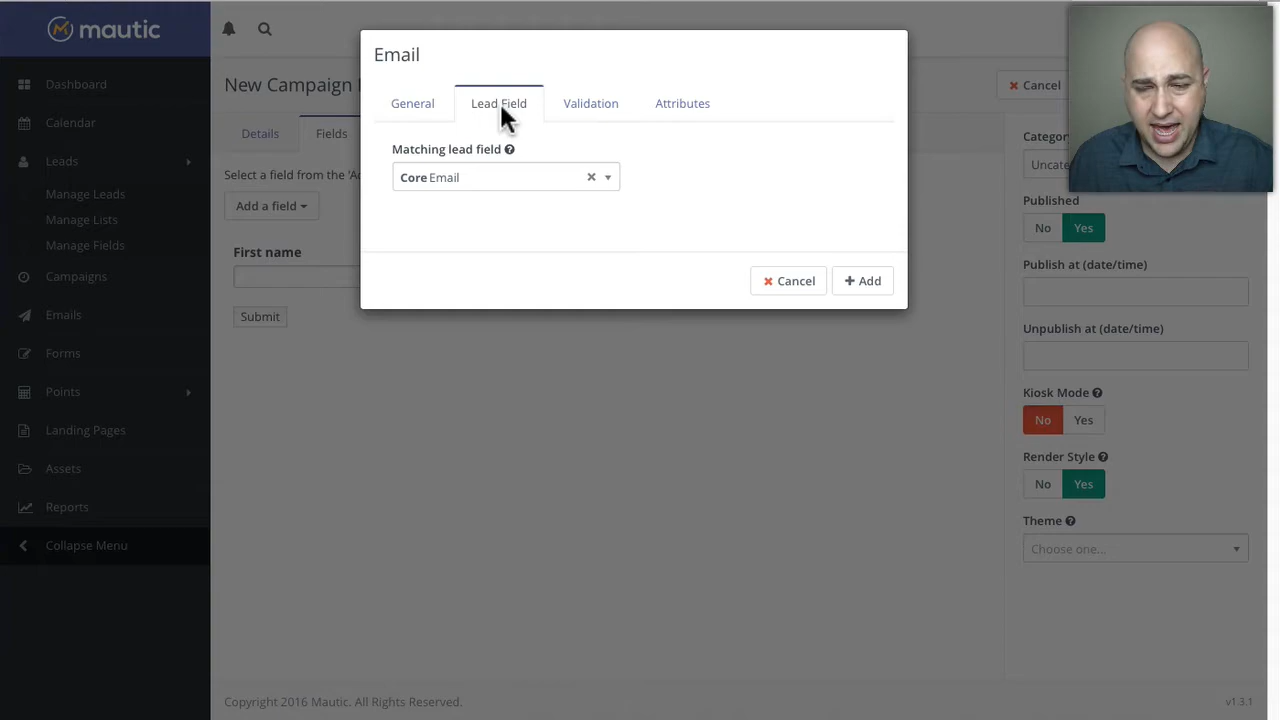 mautic
Dashboard
Calendar
Leads
Manage Leads
Manage Lists
Manage Fields
Campaigns
Emails
Forms
Points
Landing Pages
Assets
Reports
Collapse Menu
New Campaign
Cancel
Details
Fields
Select a field from the 'A
Add a field
First name
Submit
Email
General
Lead Field
Validation
Attributes
Matching lead field
Core Email
Cancel
Add
Categor
Uncate
Published
No Yes
Publish at (date/time)
Unpublish at (date/time)
Kiosk Mode
No Yes
Render Style
No Yes
Theme
Choose one...
Copyright 2016 Mautic. All Rights Reserved.
v1.3.1